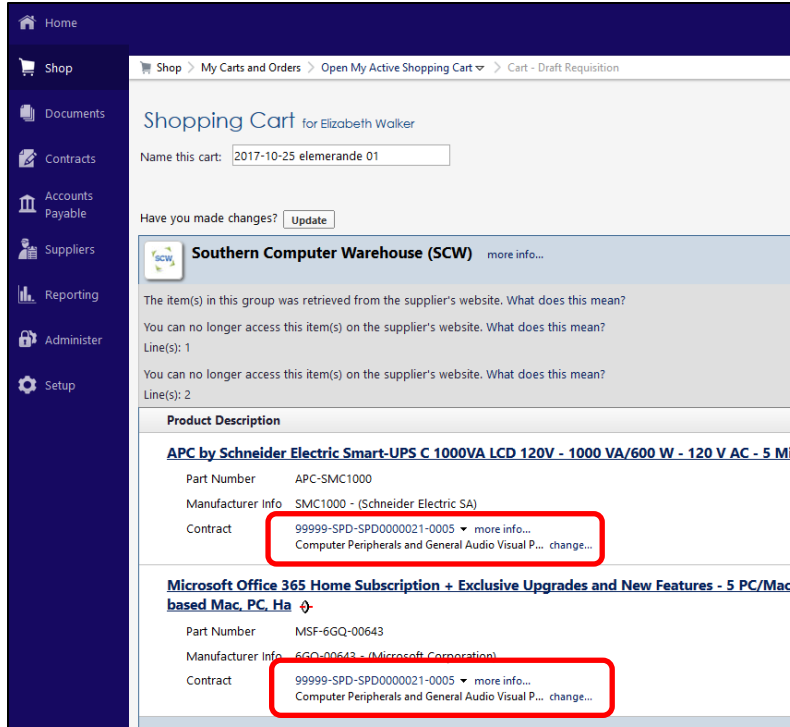 Home
Shop
Documents
Contracts
Accounts
Payable
Suppliers
Reporting
Administer
Setup
Shop > My Carts and Orders > Open My Active Shopping Cart > Cart - Draft Requisition
Shopping Cart for Elizabeth Walker
Name this cart: 2017-10-25 elemerande 01
Have you made changes? Update
SCW
Southern Computer Warehouse (SCW) more info...
The item(s) in this group was retrieved from the supplier's website. What does this mean?
You can no longer access this item(s) on the supplier's website. What does this mean?
Line(s): 1
You can no longer access this item(s) on the supplier's website. What does this mean?
Line(s): 2
Product Description
APC by Schneider Electric Smart-UPS C 1000VA LCD 120V - 1000 VA/600 W - 120 V AC - 5 Mi
Part Number APC-SMC1000
Manufacturer Info SMC1000 - (Schneider Electric SA)
Contract 99999-SPD-SPD0000021-0005 more info...
Computer Peripherals and General Audio Visual P... change...
Microsoft Office 365 Home Subscription + Exclusive Upgrades and New Features - 5 PC/Mac
based Mac, PC, Ha
Part Number MSF-6GQ-00643
Manufacturer Info 6GQ-00643 - (Microsoft Corporation)
Contract 99999-SPD-SPD0000021-0005 more info...
Computer Peripherals and General Audio Visual P... change...